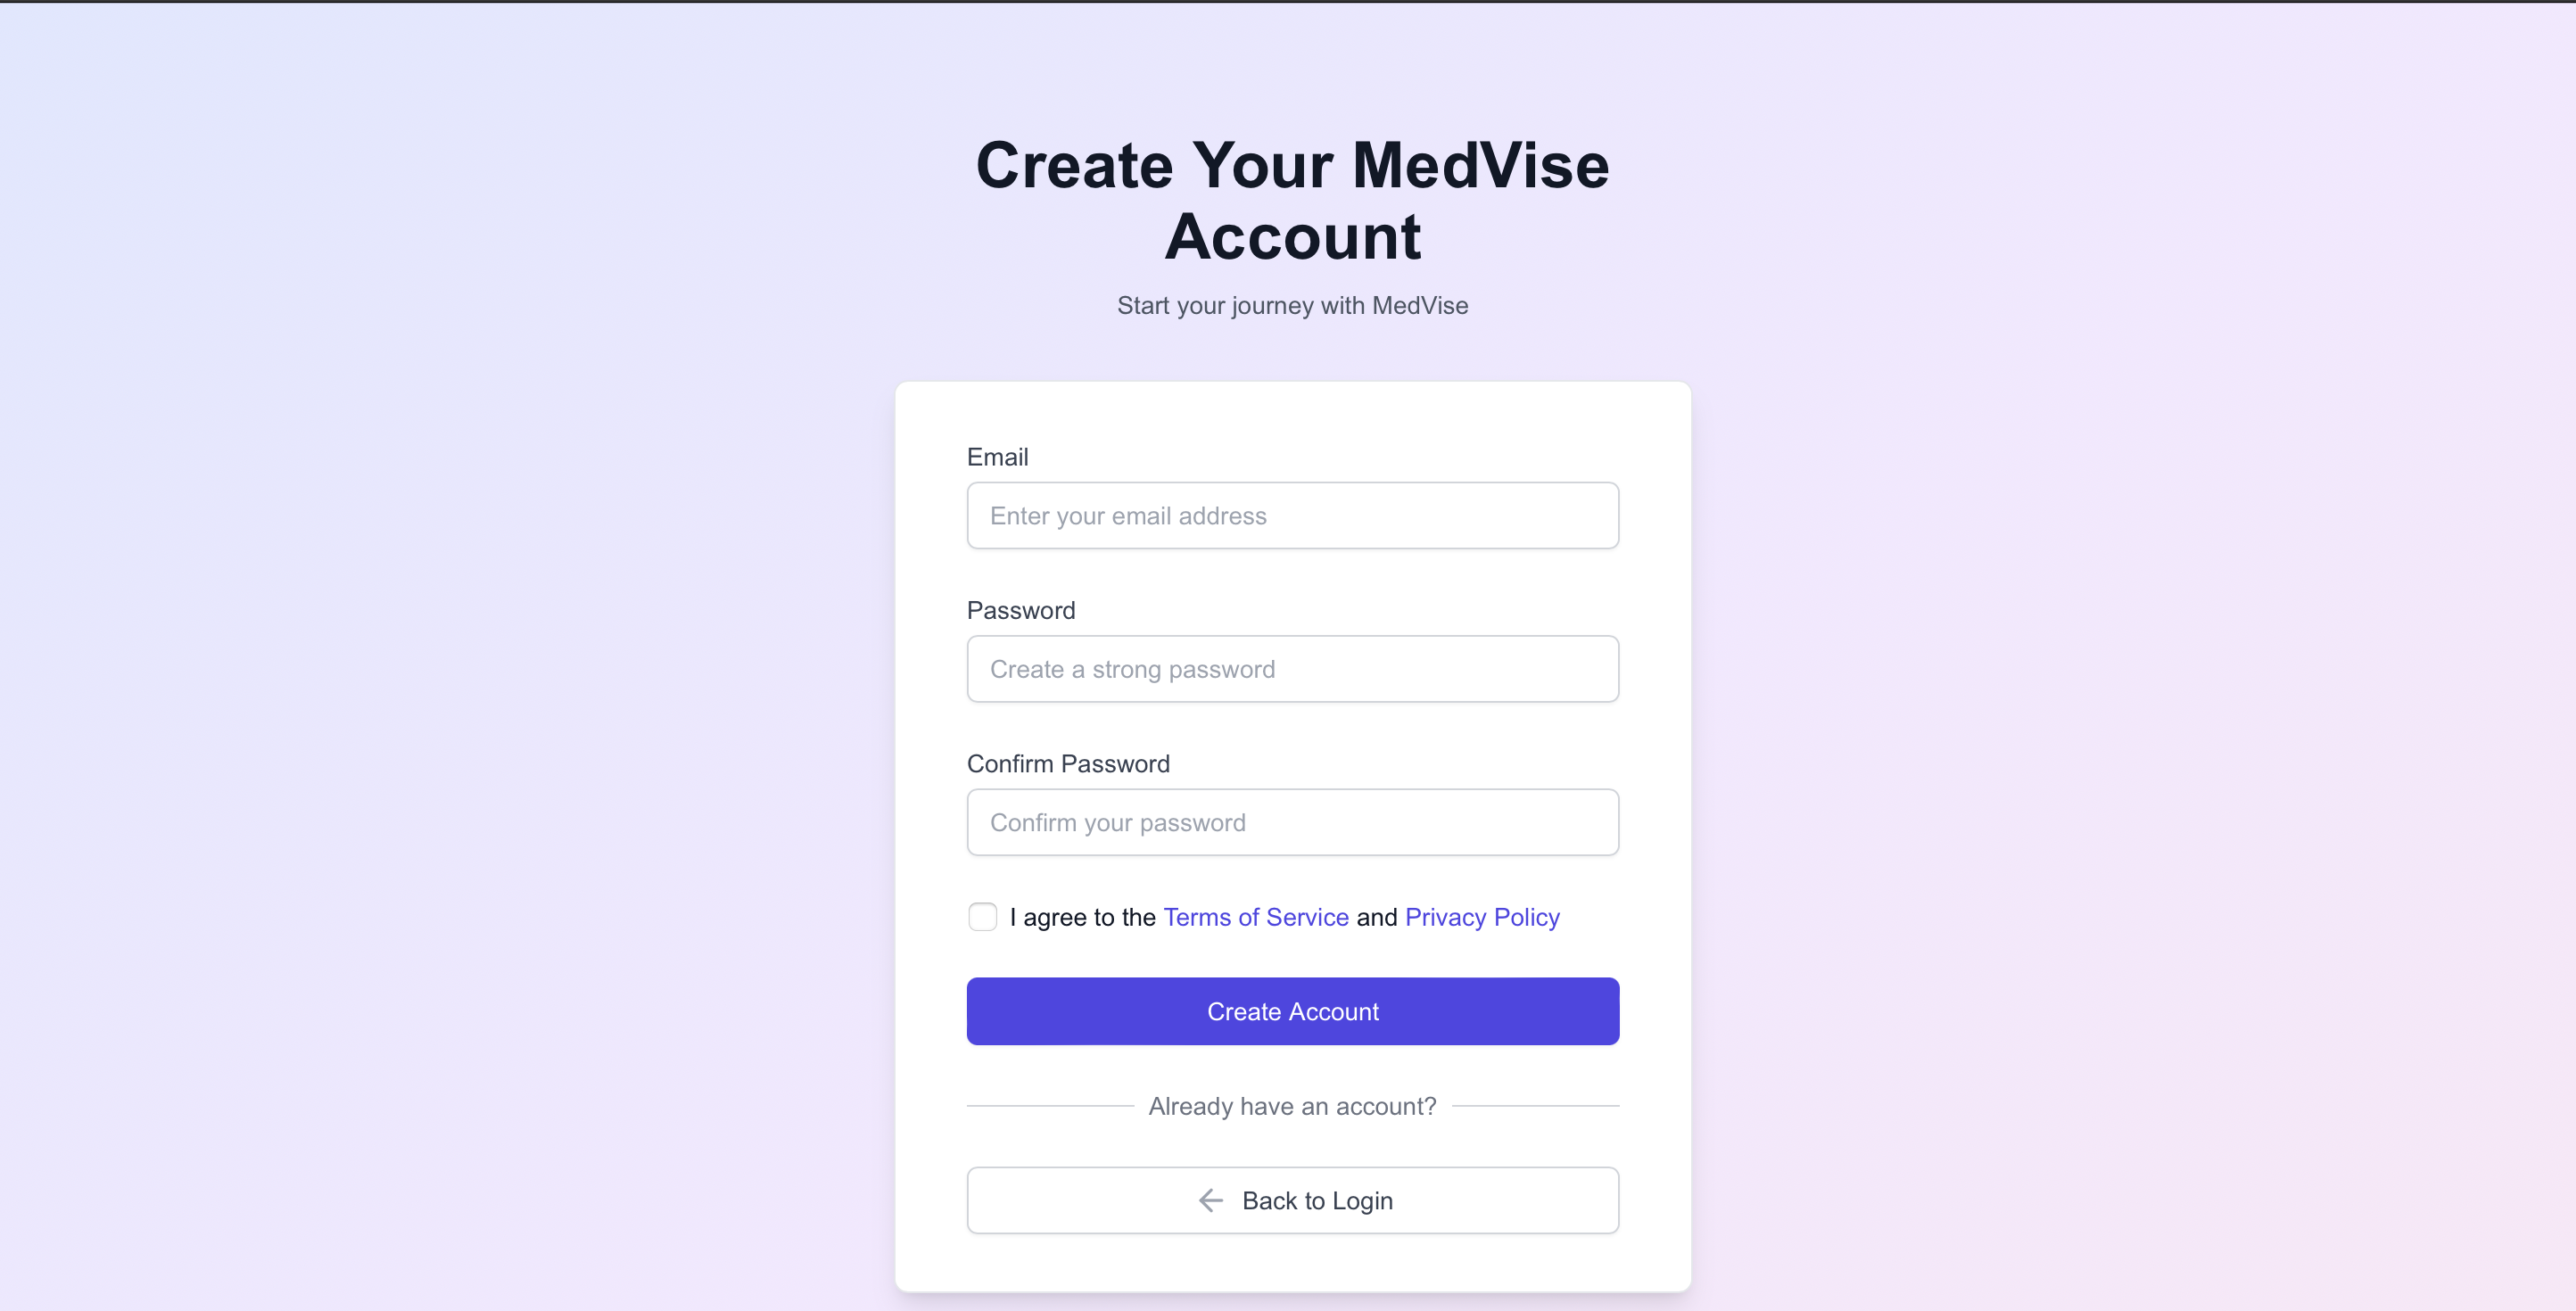 Create Your MedVise
Account
Start your journey with MedVise
Email
Enter your email address
Password
Create a strong password
Confirm Password
Confirm your password
I agree to the Terms of Service and Privacy Policy
Create Account
Already have an account?
Back to Login